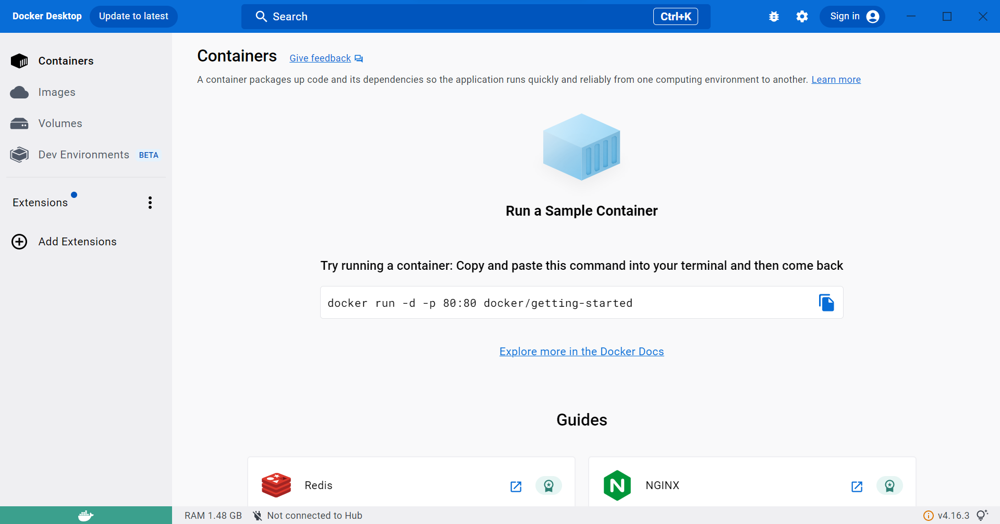 Docker Desktop Update to latest Search Ctrl+K Sign in
Containers
Images
Volumes
Dev Environments BETA
Extensions
Add Extensions
Containers Give feedback
A container packages up code and its dependencies so the application runs quickly and reliably from one computing environment to another. Learn more
Run a Sample Container
Try running a container: Copy and paste this command into your terminal and then come back
docker run -d -p 80:80 docker/getting-started
Explore more in the Docker Docs
Guides
Redis
N NGINX
RAM 1.48 GB Not connected to Hub v4.16.3